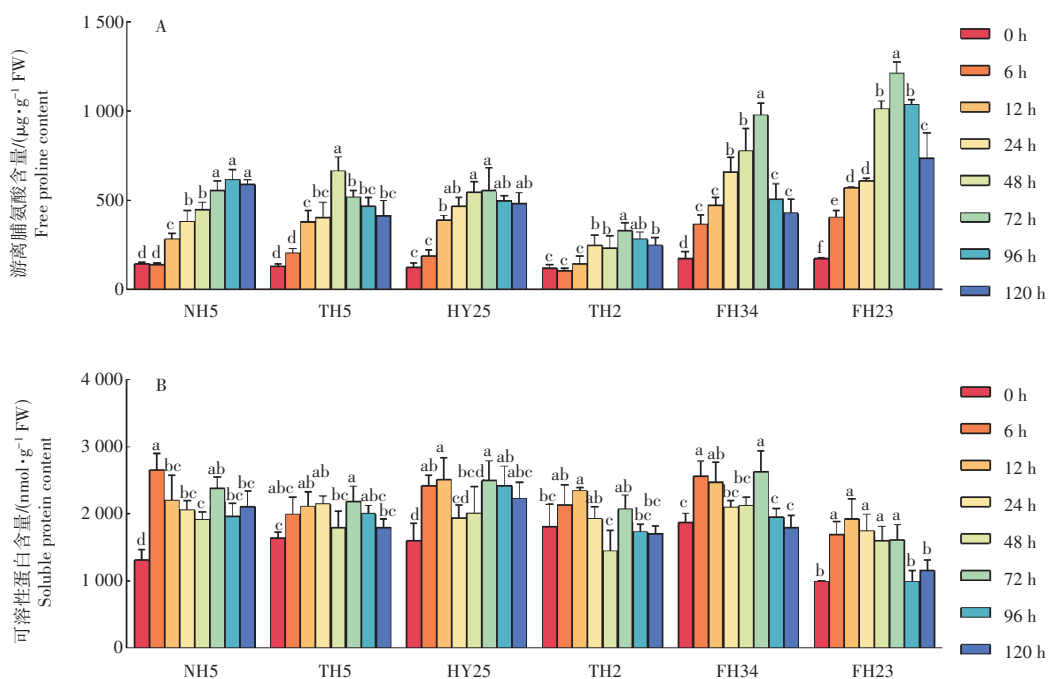 A
游离脯氨酸含量/(μg·g⁻¹ FW)
Free proline content
1 500
1 000
500
0
d d c b b a a a
d d c bc a b bc bc
c c b ab a a ab ab
c c c b b a ab b
d c c b b a c c
f e d d b a b c
NH5 TH5 HY25 TH2 FH34 FH23
0 h
6 h
12 h
24 h
48 h
72 h
96 h
120 h
B
可溶性蛋白含量/(nmol·g⁻¹ FW)
Soluble protein content
4 000
3 000
2 000
1 000
0
d a bc bc c ab bc bc
c abc ab ab bc a abc bc
d ab a cd bcd a ab abc
b ab a ab c ab bc bc
c a ab bc bc a c c
b a a a a a b b
NH5 TH5 HY25 TH2 FH34 FH23
0 h
6 h
12 h
24 h
48 h
72 h
96 h
120 h